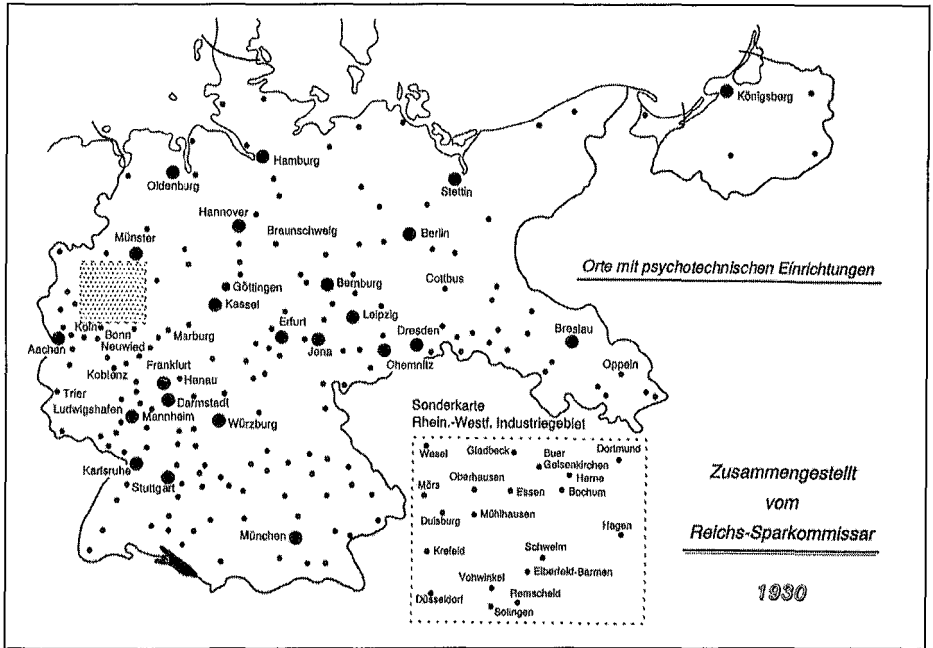 Königsberg
Hamburg
Oldenburg
Stettin
Hannover
Braunschweig
Berlin
Münster
Orte mit psychotechnischen Einrichtungen
Göttingen
Bernburg
Cottbus
Kassel
Leipzig
Erfurt
Dresden
Breslau
Köln
Bonn
Marburg
Aachen
Neuwied
Jena
Chemnitz
Oppeln
Koblenz
Frankfurt
Hanau
Trier
Darmstadt
Ludwigshafen
Mannheim
Würzburg
Karlsruhe
Stuttgart
München
Sonderkarte
Rhein.-Westf. Industriegebiet
Wesel
Gladbeck
Buer
Dortmund
Gelsenkirchen
Oberhausen
Herne
Mörs
Essen
Bochum
Duisburg
Mühlhausen
Hagen
Krefeld
Schwelm
Elberfeld-Barmen
Vohwinkel
Düsseldorf
Remscheid
Solingen
Zusammengestellt
vom
Reichs-Sparkommissar
1930